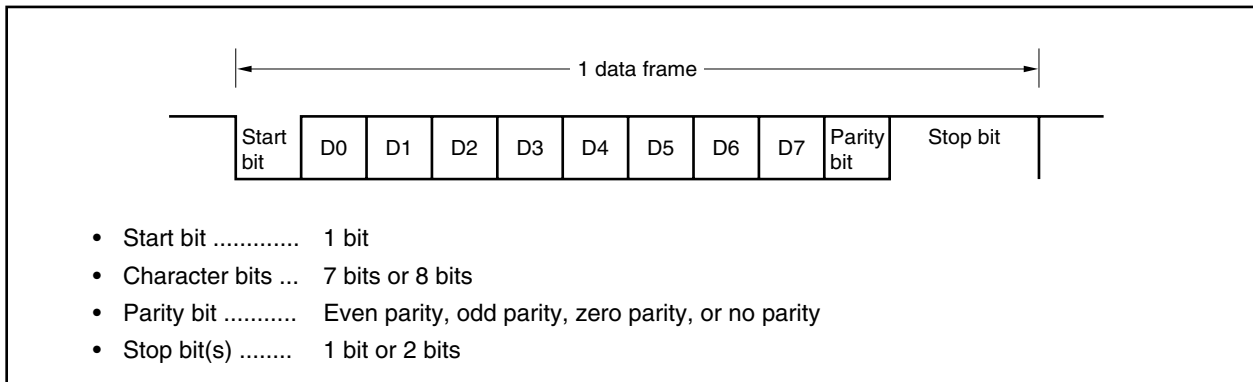 1 data frame
Start bit D0 D1 D2 D3 D4 D5 D6 D7 Parity bit Stop bit
• Start bit ............. 1 bit
• Character bits ... 7 bits or 8 bits
• Parity bit ........... Even parity, odd parity, zero parity, or no parity
• Stop bit(s) ........ 1 bit or 2 bits